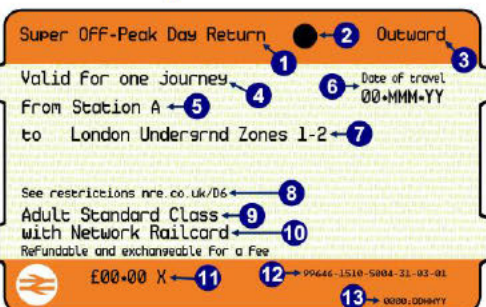 Super Off-Peak Day Return 1 2 Outward 3
Valid for one journey 4
6 Date of travel
00·MMM·YY
from Station A 5
to London Undergrnd Zones 1-2 7
See restrictions nre.co.uk/D6 8
Adult Standard Class 9
with Network Railcard 10
Refundable and exchangeable for a fee
£00·00 X 11
12 99646-1510-5004-31-03-01
13 0000:DDMMYY